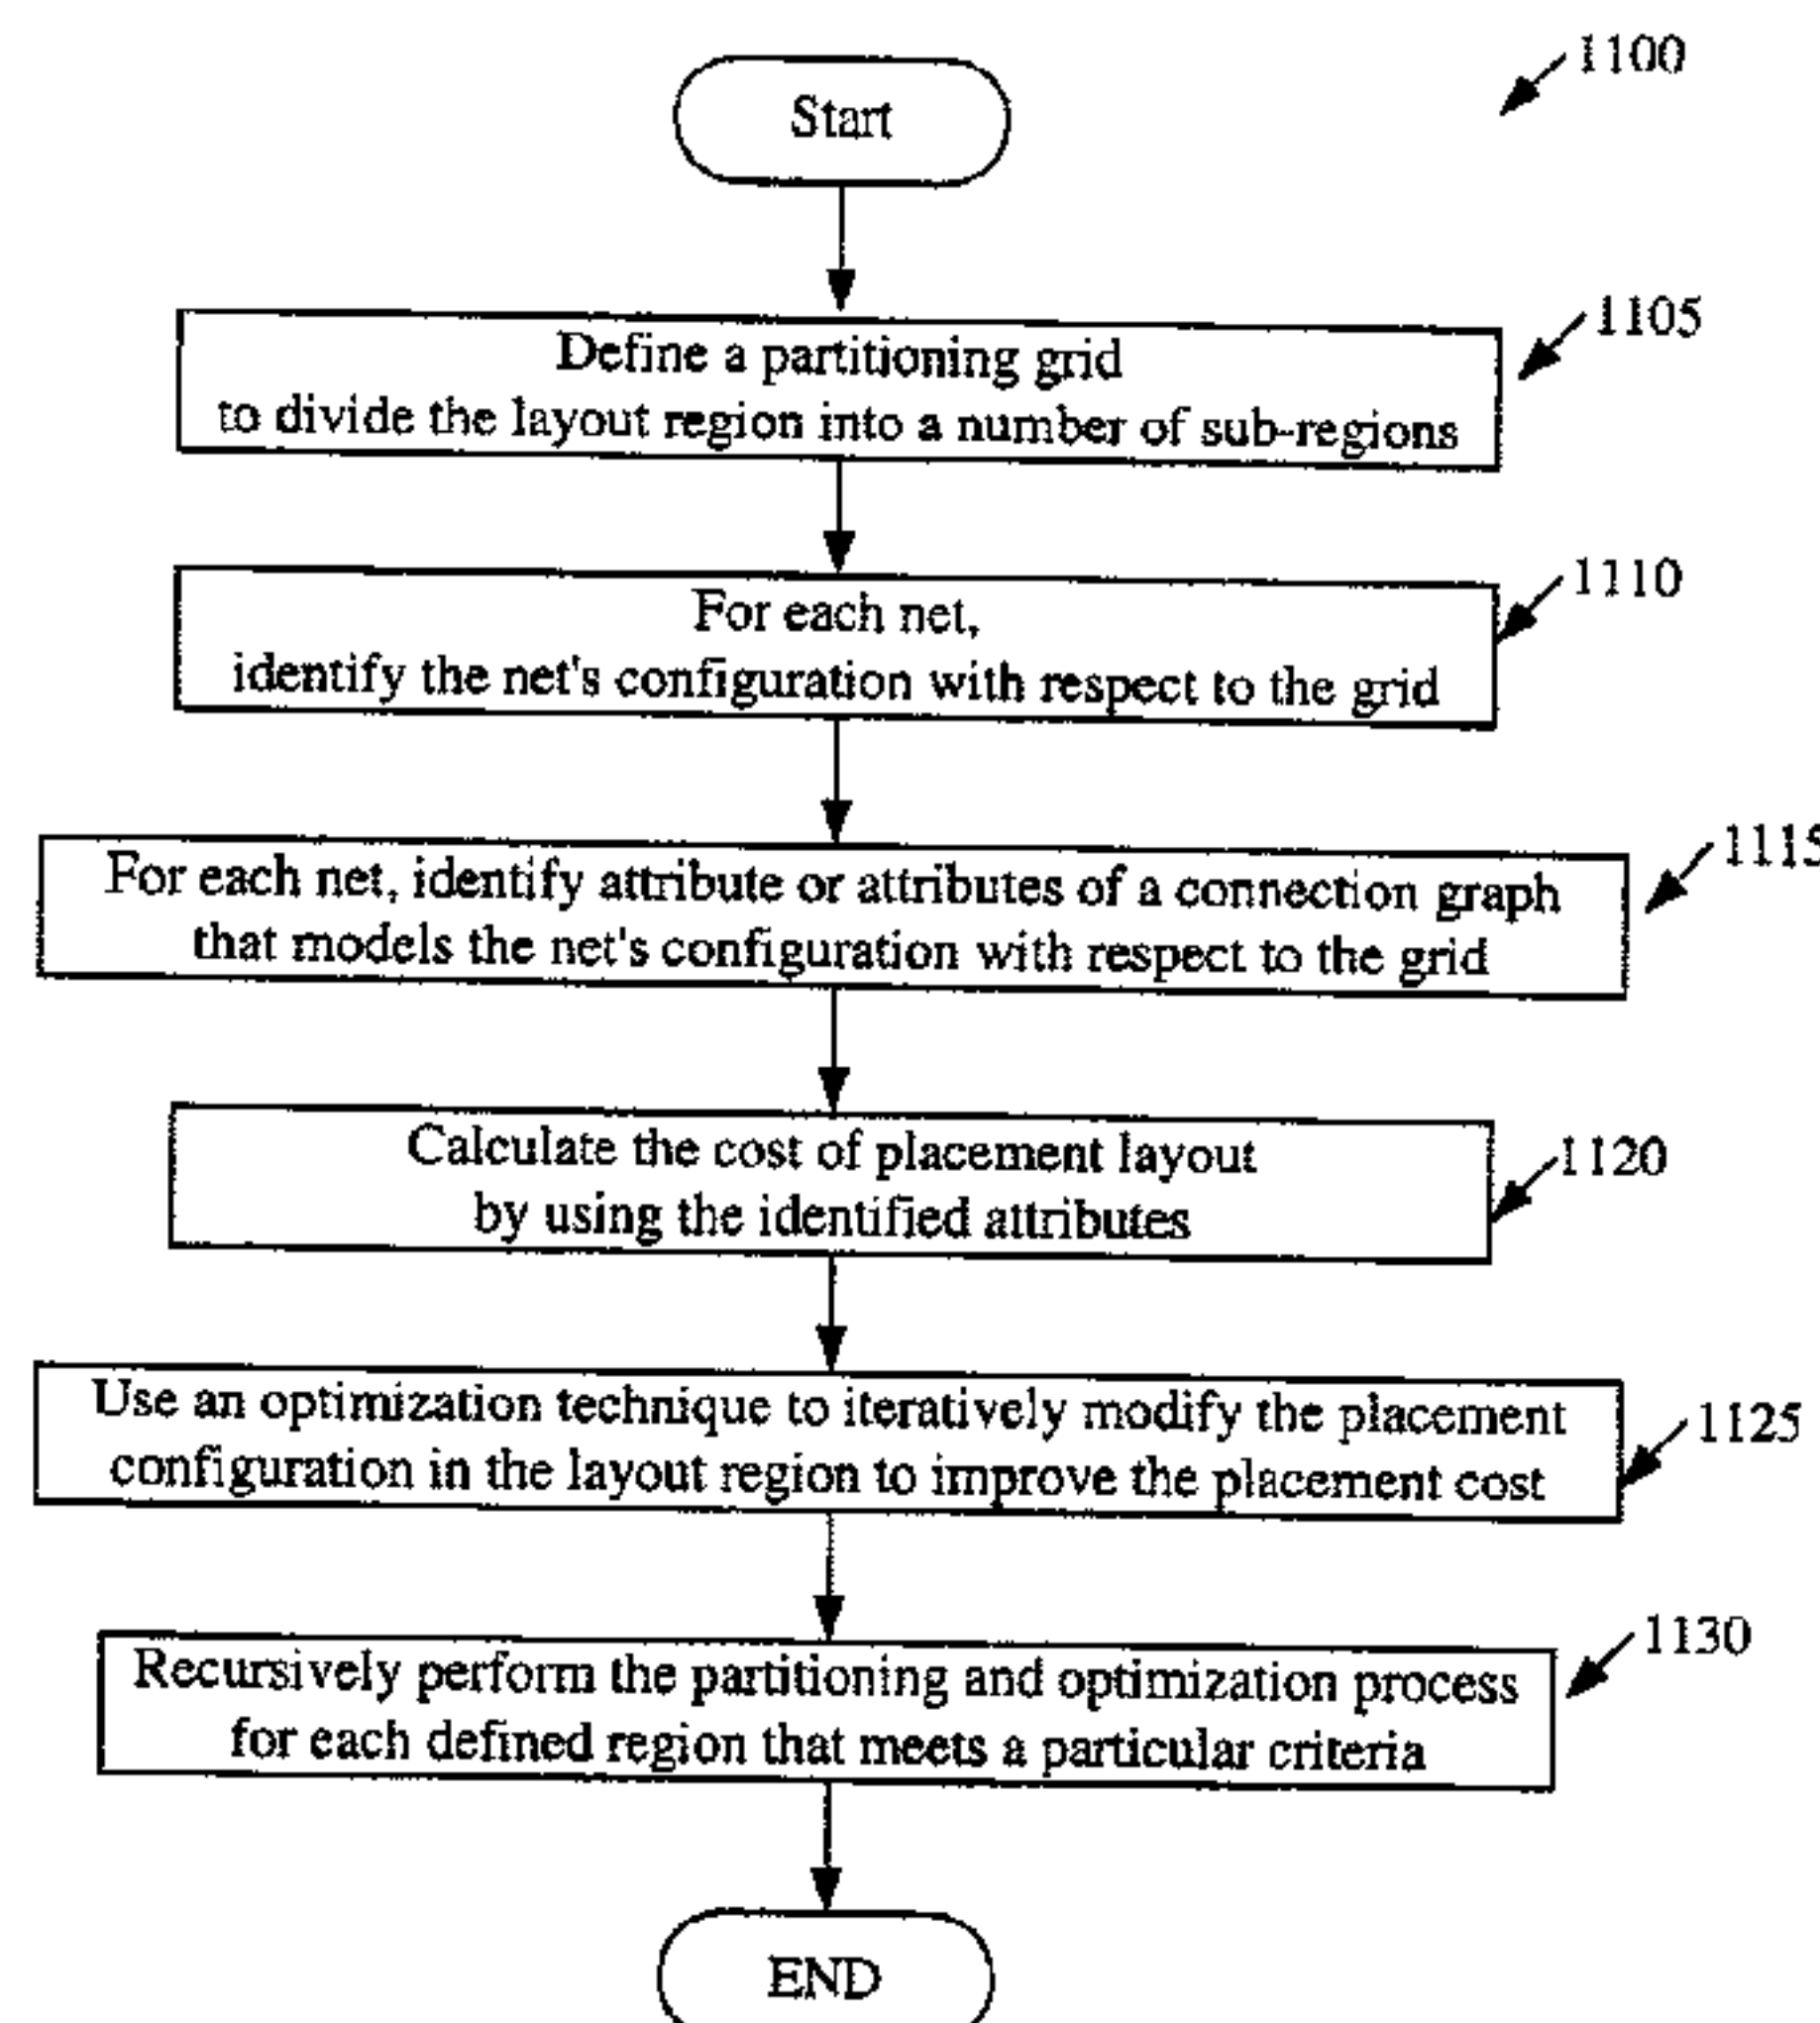 1100
Start
1105
Define a partitioning grid
to divide the layout region into a number of sub-regions
1110
For each net,
identify the net's configuration with respect to the grid
1115
For each net, identify attribute or attributes of a connection graph
that models the net's configuration with respect to the grid
1120
Calculate the cost of placement layout
by using the identified attributes
1125
Use an optimization technique to iteratively modify the placement
configuration in the layout region to improve the placement cost
1130
Recursively perform the partitioning and optimization process
for each defined region that meets a particular criteria
END